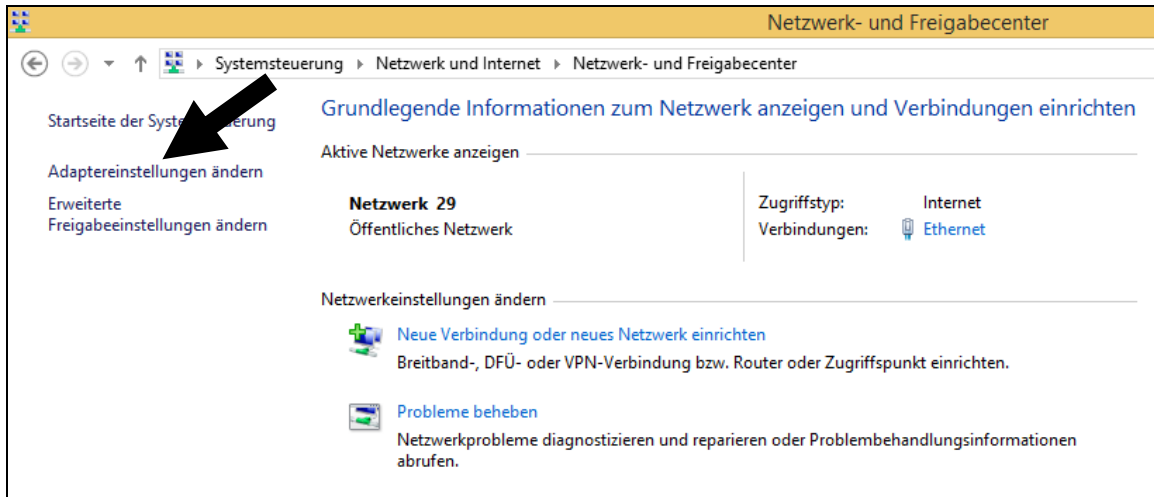 Netzwerk- und Freigabecenter
Systemsteuerung Netzwerk und Internet Netzwerk- und Freigabecenter
Startseite der
Adaptereinstellungen ändern
Erweiterte
Freigabeeinstellungen ändern
Grundlegende Informationen zum Netzwerk anzeigen und Verbindungen einrichten
Aktive Netzwerke anzeigen
Netzwerk 29
Öffentliches Netzwerk
Zugriffstyp: Internet
Verbindungen: Ethernet
Netzwerkeinstellungen ändern
Neue Verbindung oder neues Netzwerk einrichten
Breitband-, DFÜ- oder VPN-Verbindung bzw. Router oder Zugriffspunkt einrichten.
Probleme beheben
Netzwerkprobleme diagnostizieren und reparieren oder Problembehandlungsinformationen
abrufen.